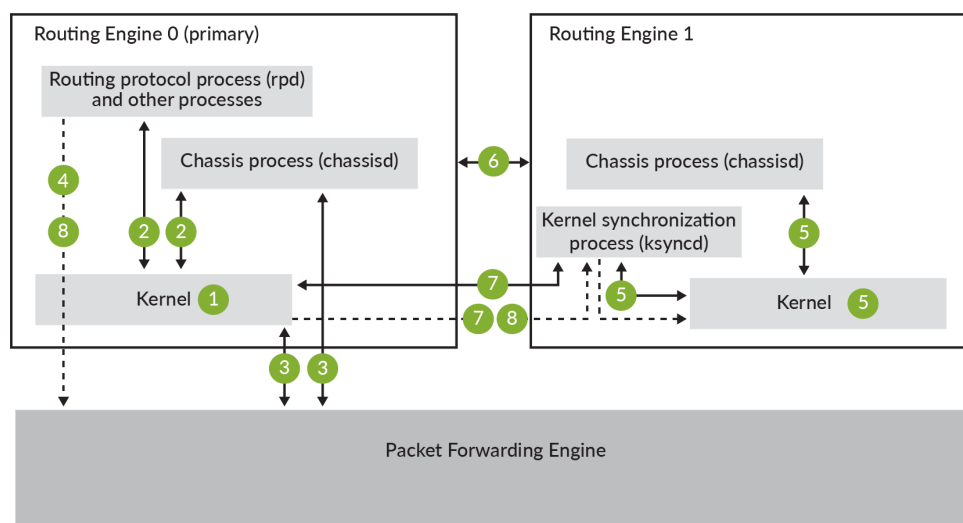 Routing Engine 0 (primary)
Routing protocol process (rpd)
and other processes
Chassis process (chassisd)
4
8
2
2
Kernel 1
3
3
6
7
7 8
Routing Engine 1
Chassis process (chassisd)
Kernel synchronization
process (ksyncd)
5
5
Kernel 5
Packet Forwarding Engine